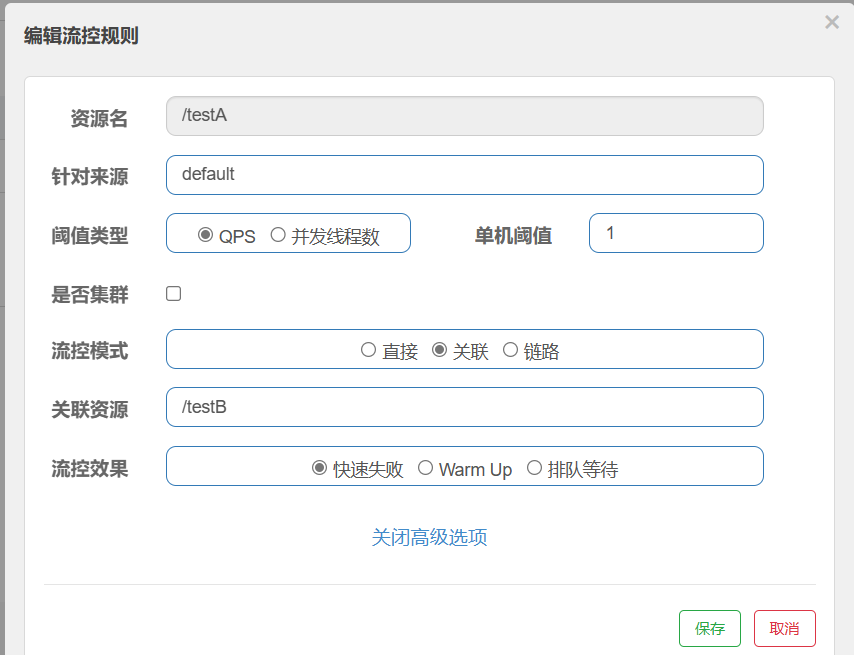 编辑流控规则 ×
资源名 /testA
针对来源 default
阈值类型 QPS 并发线程数 单机阈值 1
是否集群
流控模式 直接 关联 链路
关联资源 /testB
流控效果 快速失败 Warm Up 排队等待
关闭高级选项
保存 取消